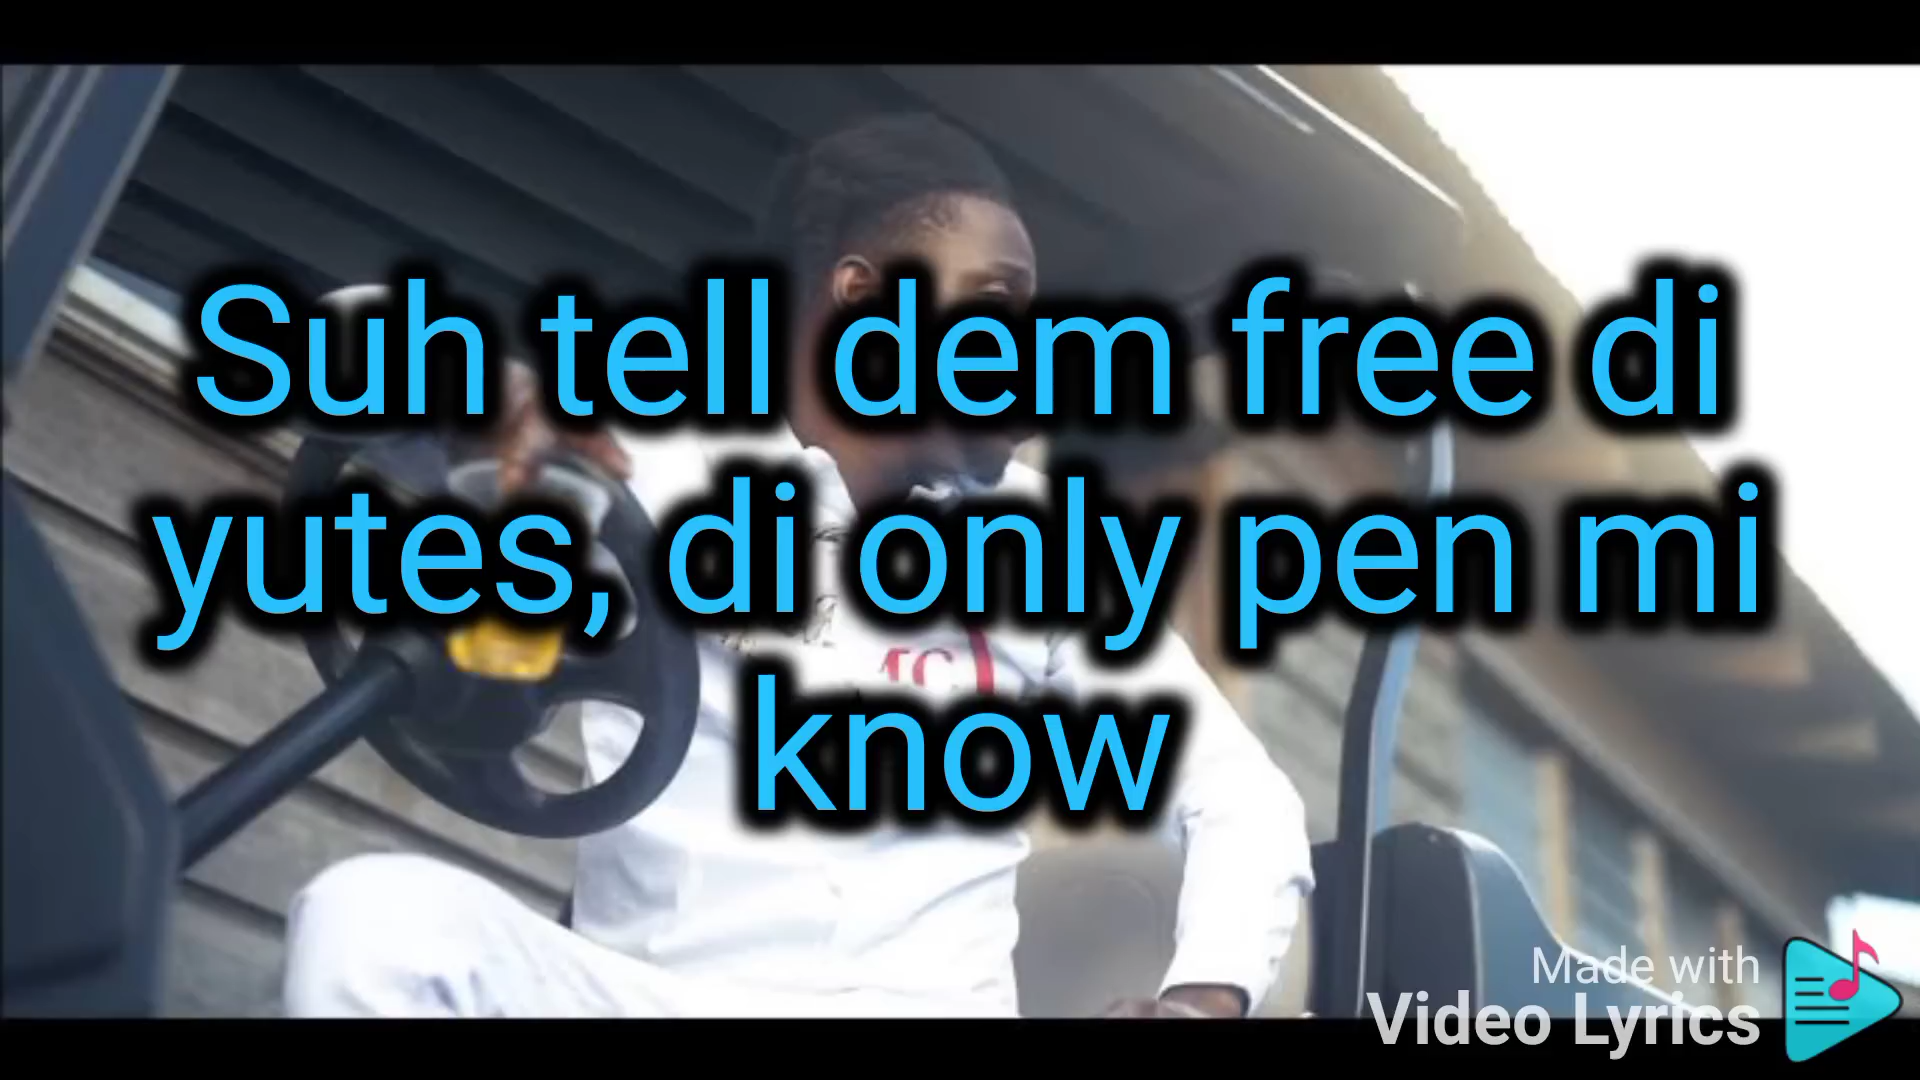 Suh tell dem free di
yutes, di only pen mi
know
Made with
Video Lyrics